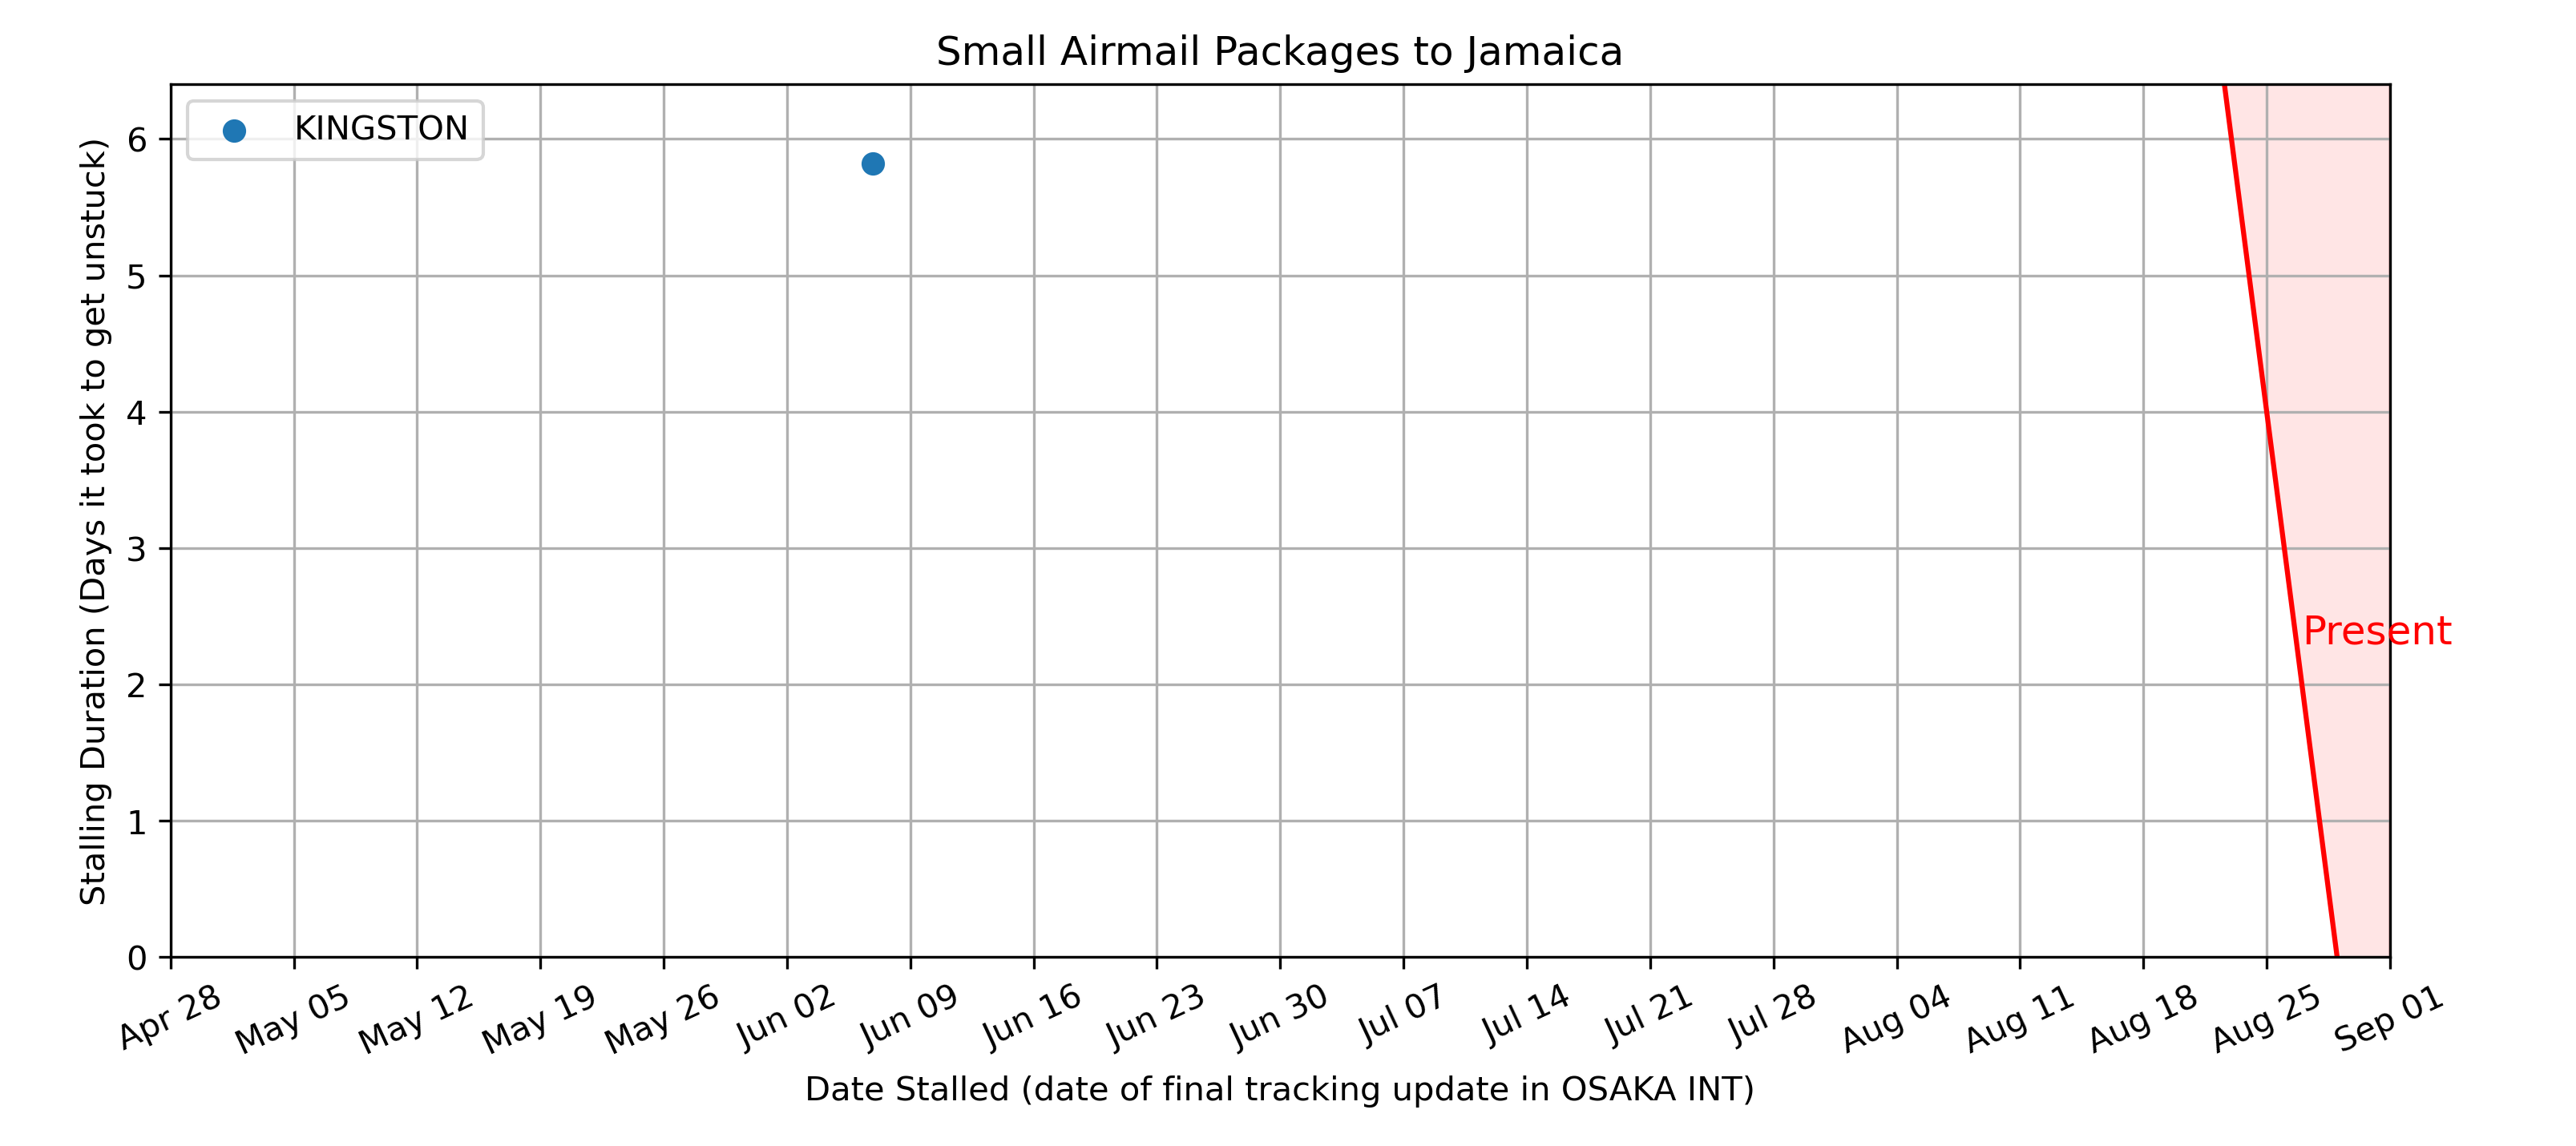 Small Airmail Packages to Jamaica
KINGSTON
Stalling Duration (Days it took to get unstuck)
6
5
4
3
2
1
0
Present
Apr 28 May 05 May 12 May 19 May 26 Jun 02 Jun 09 Jun 16 Jun 23 Jun 30 Jul 07 Jul 14 Jul 21 Jul 28 Aug 04 Aug 11 Aug 18 Aug 25 Sep 01
Date Stalled (date of final tracking update in OSAKA INT)